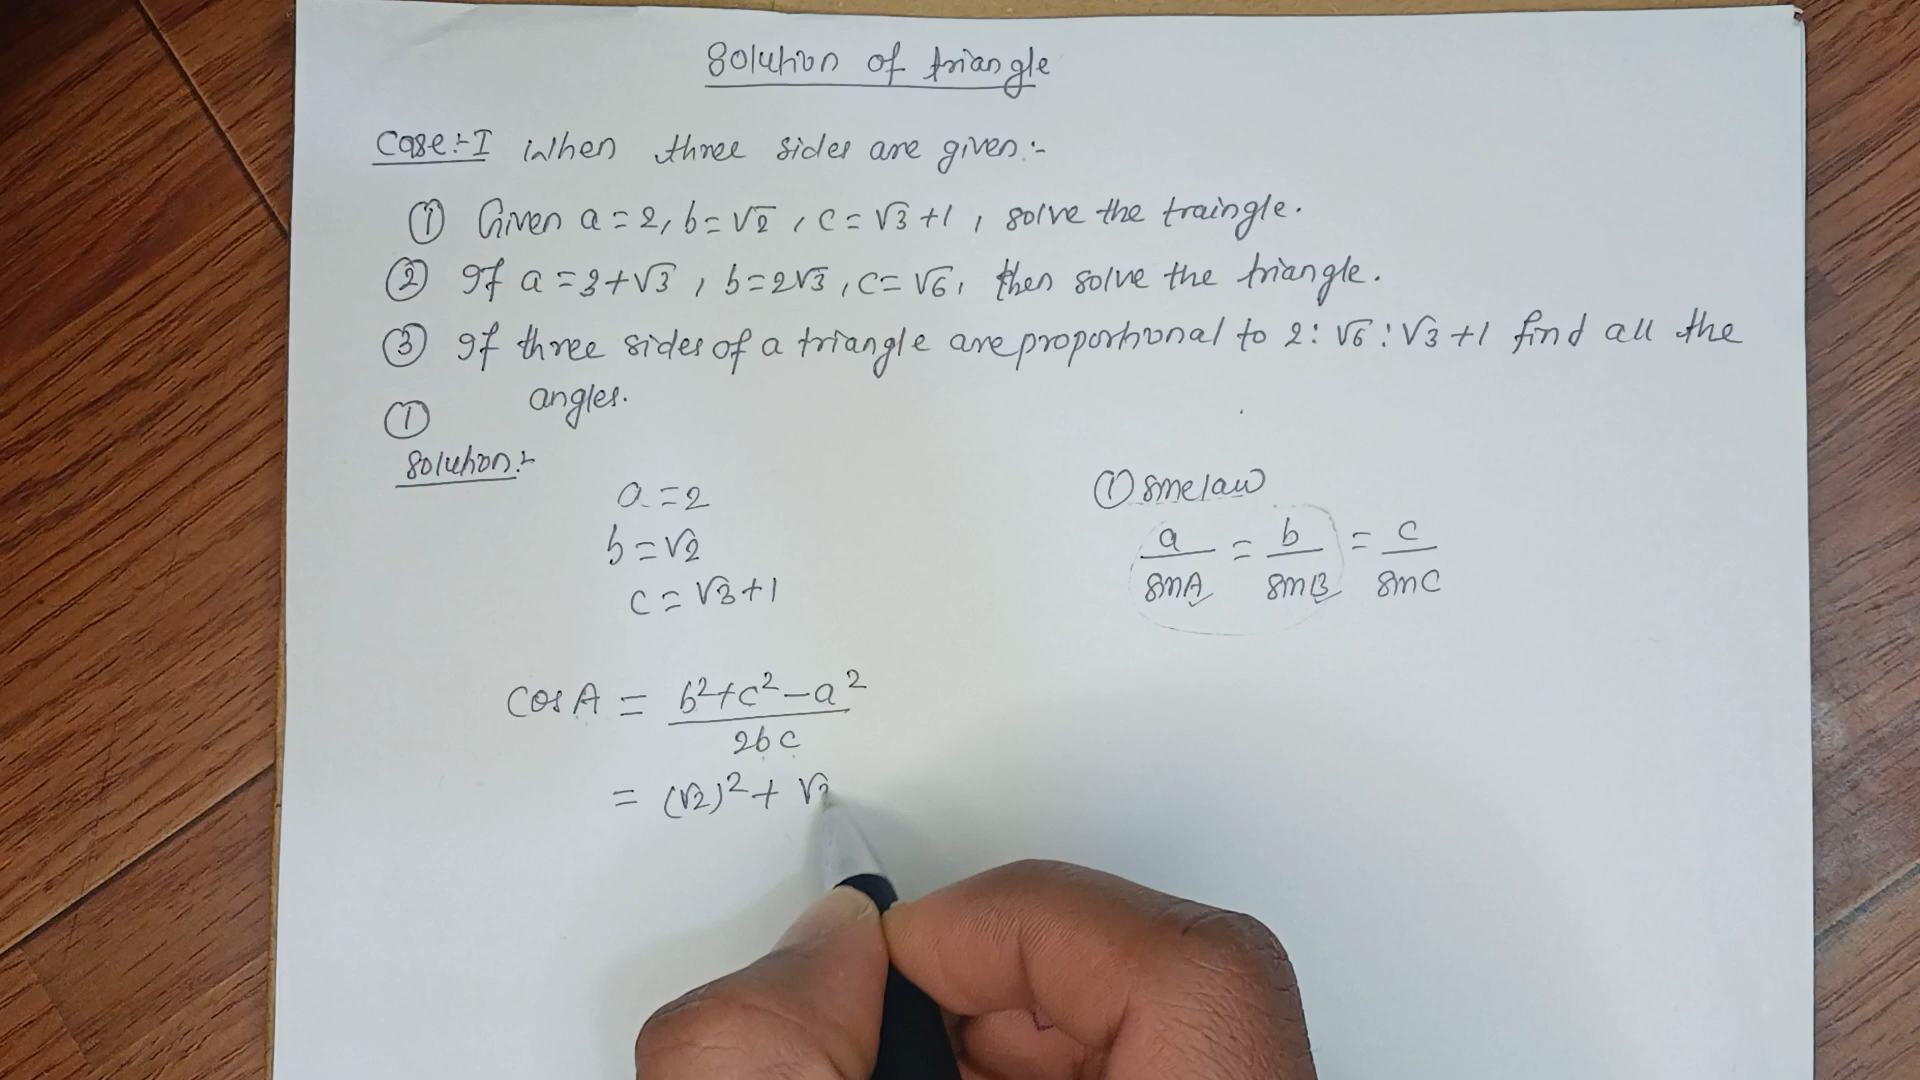 Solution of triangle
Case:-I When three sides are given:-
① Given a = 2, b = √2, c = √3 + 1, solve the traingle.
② If a = 3 + √3, b = 2√3, c = √6, then solve the triangle.
③ If three sides of a triangle are proportional to 2 : √6 : √3 + 1 find all the
angles.
①
Solution:-
a = 2
b = √2
c = √3 + 1
cos A = (b² + c² - a²) / 2bc
= (√2)² + √3
① sine law
a / sin A = b / sin B = c / sin C